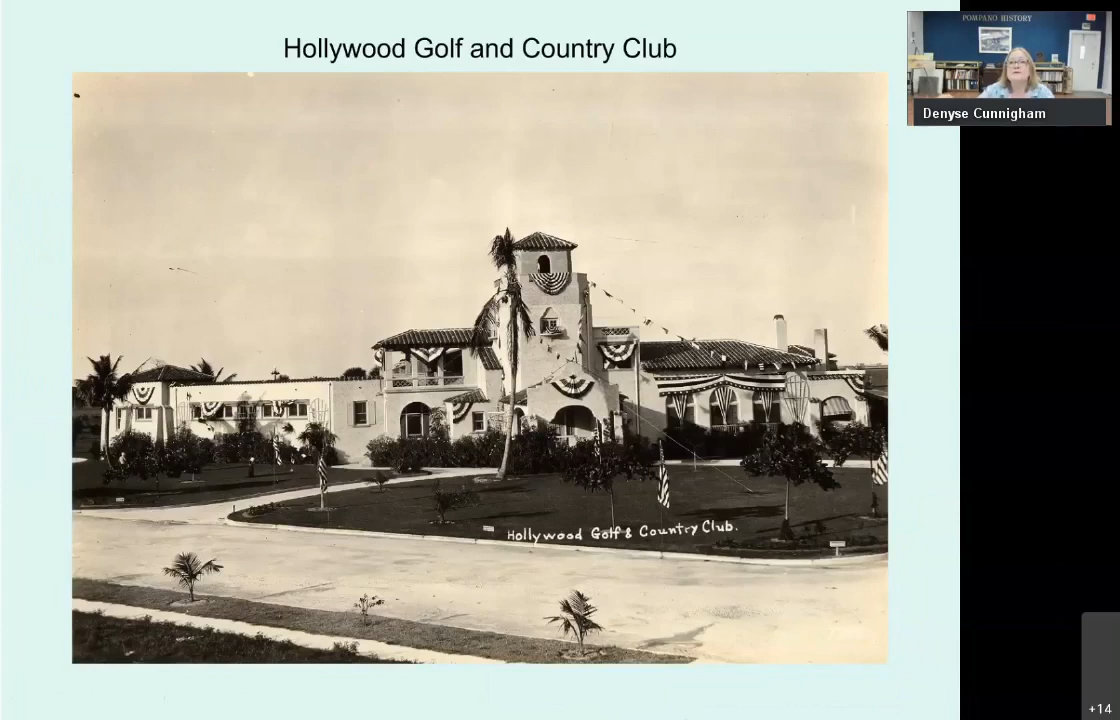 Hollywood Golf and Country Club
POMPANO HISTORY
Denyse Cunnigham
Hollywood Golf & Country Club.
+14